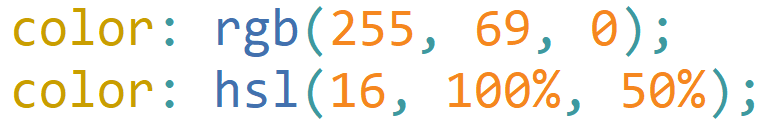 color: rgb(255, 69, 0);
color: hsl(16, 100%, 50%);